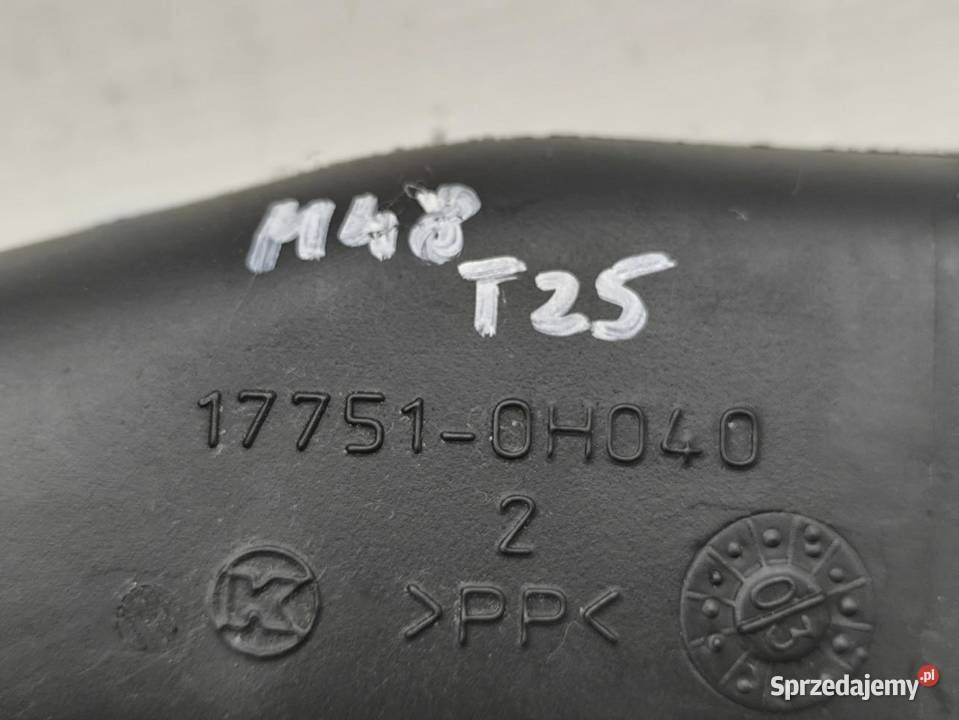 M48
T25
17751-0H040
2
K
>PP<
03
Sprzedajemy.pl